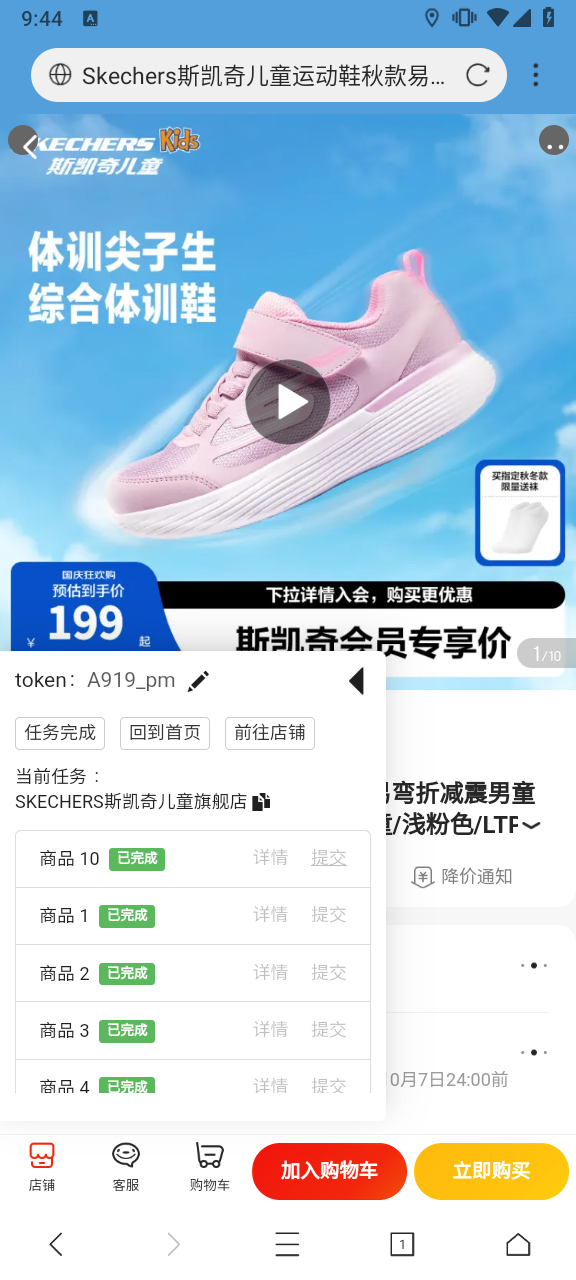 9:44
A
Skechers斯凯奇儿童运动鞋秋款易...
SKECHERS Kids
斯凯奇儿童
体训尖子生
综合体训鞋
买指定秋冬款
限量送袜
国庆狂欢购
预估到手价
¥ 199 起
下拉详情入会，购买更优惠
斯凯奇会员专享价
1/10
token： A919_pm
任务完成 回到首页 前往店铺
当前任务：
SKECHERS斯凯奇儿童旗舰店
弯折减震男童
/浅粉色/LTP
降价通知
商品 10 已完成 详情 提交
商品 1 已完成 详情 提交
商品 2 已完成 详情 提交
商品 3 已完成 详情 提交
商品 4 已完成 详情 提交
0月7日24:00前
店铺 客服 购物车 加入购物车 立即购买
1